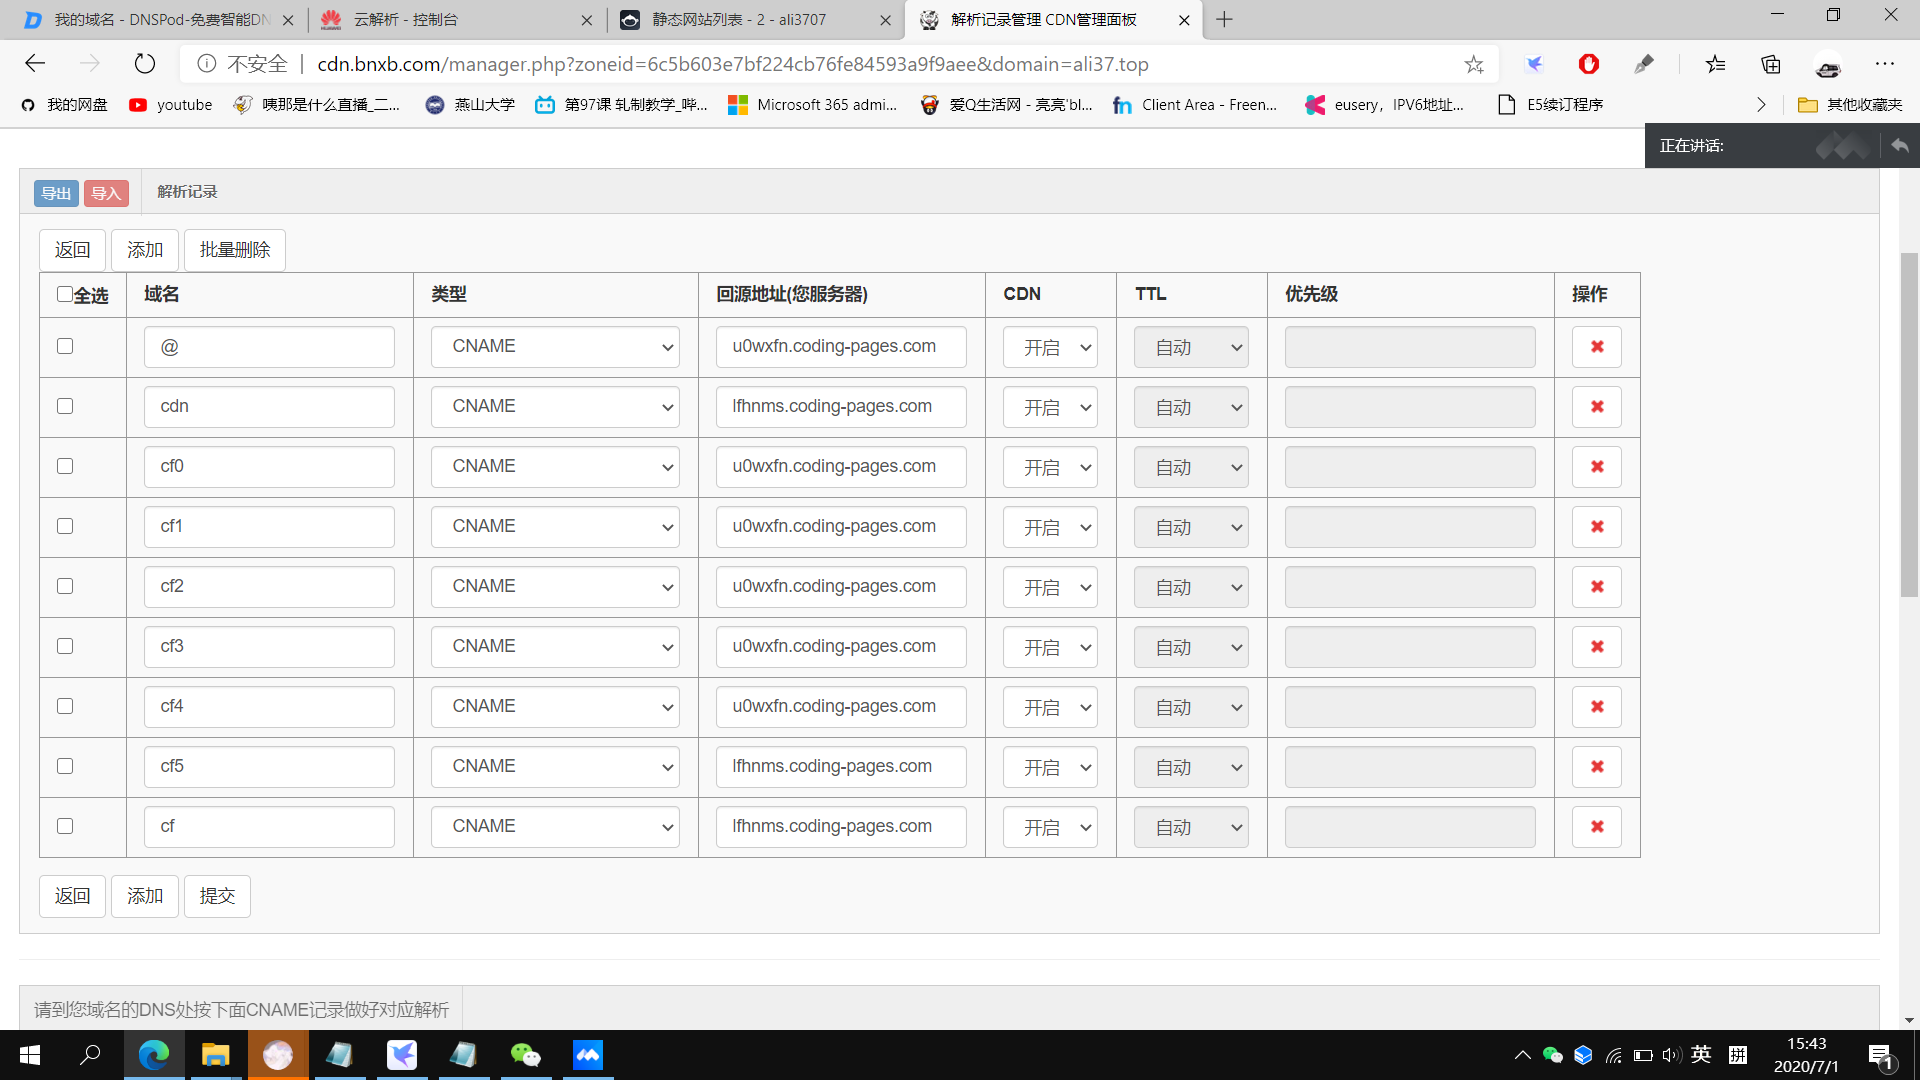 我的域名 - DNSPod-免费智能DN
云解析 - 控制台
静态网站列表 - 2 - ali3707
解析记录管理 CDN管理面板
不安全 cdn.bnxb.com/manager.php?zoneid=6c5b603e7bf224cb76fe84593a9f9aee&domain=ali37.top
我的网盘 youtube 咦那是什么直播_二... 燕山大学 第97课 轧制教学_哔... Microsoft 365 admi... 爱Q生活网 - 亮亮'bl... Client Area - Freen... eusery，IPV6地址... E5续订程序 其他收藏夹
正在讲话:
导出 导入 解析记录
返回 添加 批量删除
全选 域名 类型 回源地址(您服务器) CDN TTL 优先级 操作
@ CNAME u0wxfn.coding-pages.com 开启 自动
cdn CNAME lfhnms.coding-pages.com 开启 自动
cf0 CNAME u0wxfn.coding-pages.com 开启 自动
cf1 CNAME u0wxfn.coding-pages.com 开启 自动
cf2 CNAME u0wxfn.coding-pages.com 开启 自动
cf3 CNAME u0wxfn.coding-pages.com 开启 自动
cf4 CNAME u0wxfn.coding-pages.com 开启 自动
cf5 CNAME lfhnms.coding-pages.com 开启 自动
cf CNAME lfhnms.coding-pages.com 开启 自动
返回 添加 提交
请到您域名的DNS处按下面CNAME记录做好对应解析
英 拼 15:43
2020/7/1
1